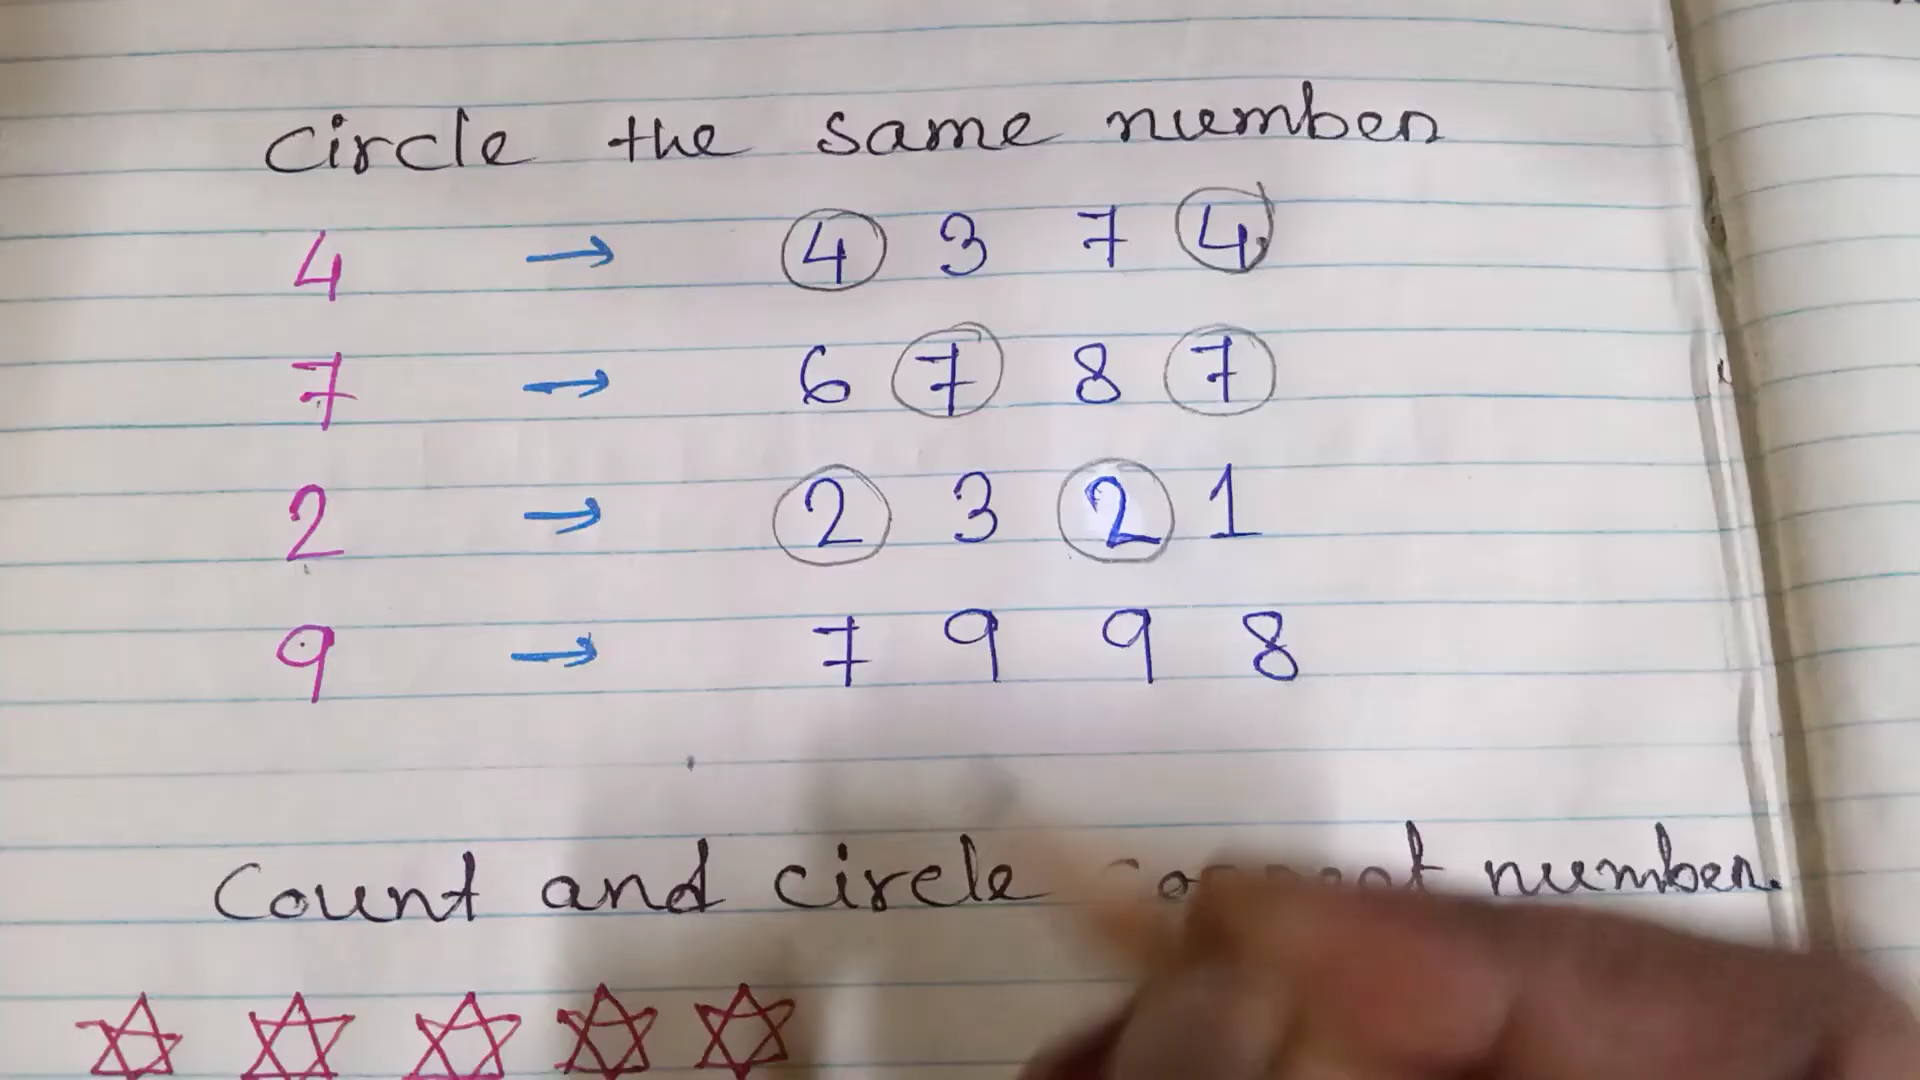 Circle the same number
4 → 4 3 7 4
7 → 6 7 8 7
2 → 2 3 2 1
9 → 7 9 9 8
Count and circle number.